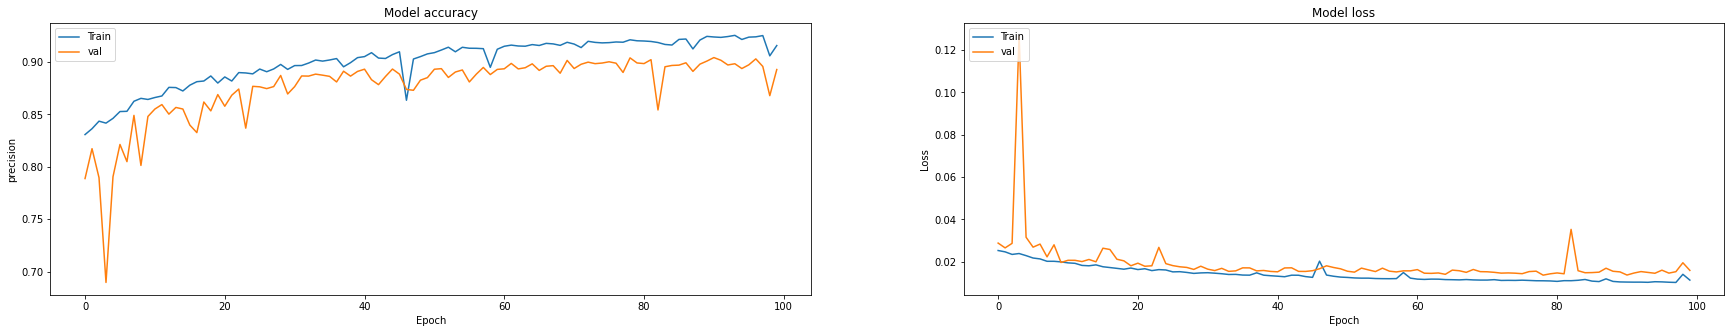 Model accuracy
Train
val
precision
0.90
0.85
0.80
0.75
0.70
0 20 40 60 80 100
Epoch
Model loss
Train
val
Loss
0.12
0.10
0.08
0.06
0.04
0.02
0 20 40 60 80 100
Epoch